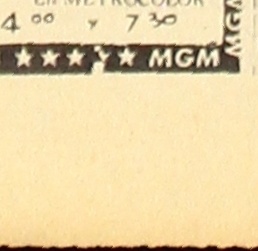 EN METROCOLOR
4 00 y 7 30
★ ★ ★ ★ ★ MGM
MGM